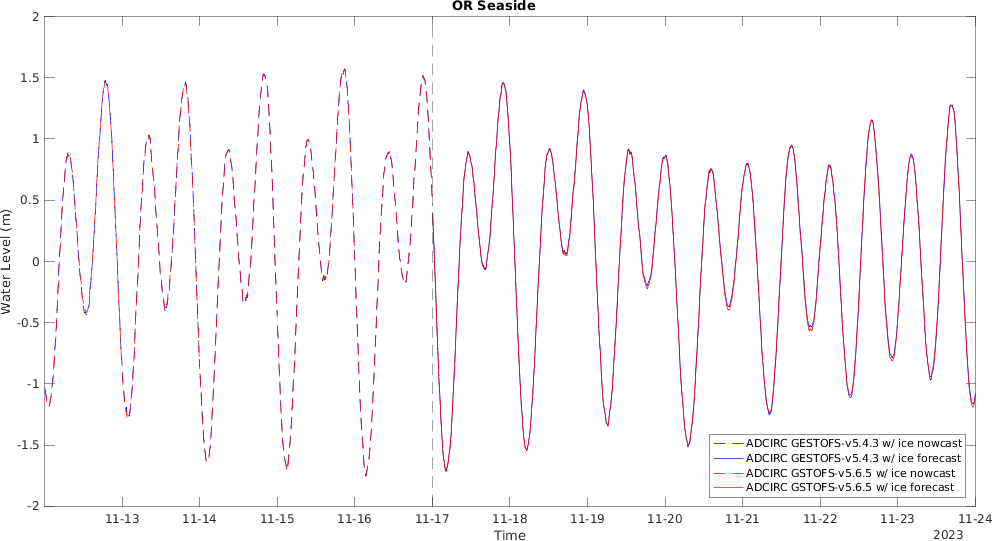 OR Seaside
2
1.5
1
0.5
0
-0.5
-1
-1.5
-2
Water Level (m)
ADCIRC GESTOFS-v5.4.3 w/ ice nowcast
ADCIRC GESTOFS-v5.4.3 w/ ice forecast
ADCIRC GSTOFS-v5.6.5 w/ ice nowcast
ADCIRC GSTOFS-v5.6.5 w/ ice forecast
11-13 11-14 11-15 11-16 11-17 11-18 11-19 11-20 11-21 11-22 11-23 11-24
Time
2023